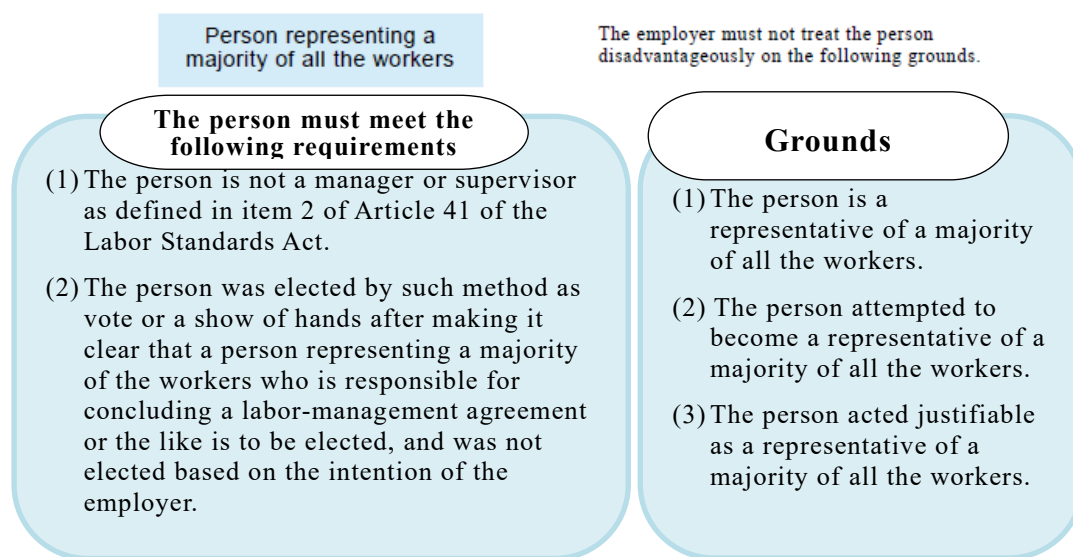 Person representing a
majority of all the workers
The person must meet the
following requirements
(1) The person is not a manager or supervisor
as defined in item 2 of Article 41 of the
Labor Standards Act.
(2) The person was elected by such method as
vote or a show of hands after making it
clear that a person representing a majority
of the workers who is responsible for
concluding a labor-management agreement
or the like is to be elected, and was not
elected based on the intention of the
employer.
The employer must not treat the person
disadvantageously on the following grounds.
Grounds
(1) The person is a
representative of a majority
of all the workers.
(2) The person attempted to
become a representative of a
majority of all the workers.
(3) The person acted justifiable
as a representative of a
majority of all the workers.